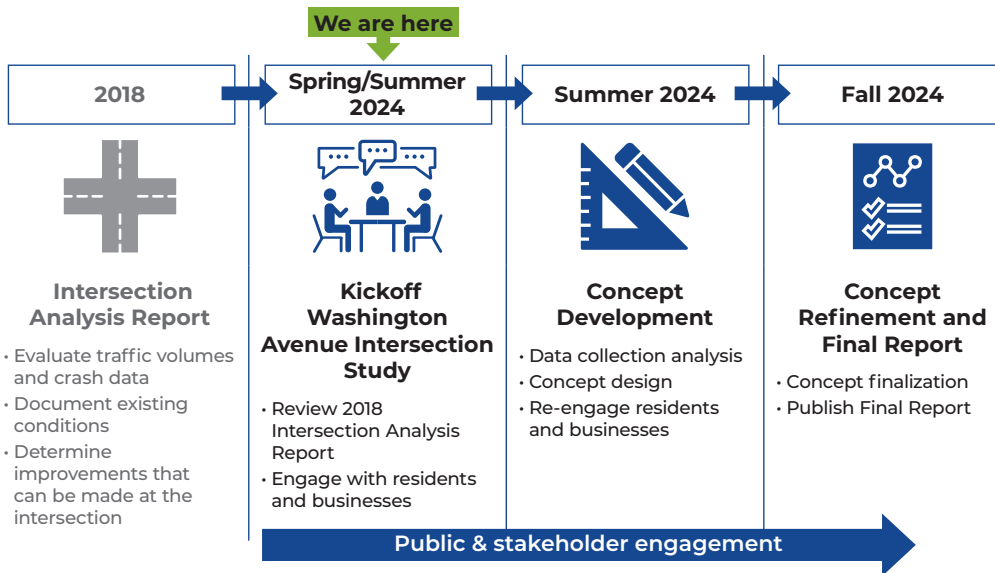 We are here
2018
Spring/Summer
2024
Summer 2024
Fall 2024
Intersection
Analysis Report
• Evaluate traffic volumes
and crash data
• Document existing
conditions
• Determine
improvements that
can be made at the
intersection
Kickoff
Washington
Avenue Intersection
Study
• Review 2018
Intersection Analysis
Report
• Engage with residents
and businesses
Concept
Development
• Data collection analysis
• Concept design
• Re-engage residents
and businesses
Concept
Refinement and
Final Report
• Concept finalization
• Publish Final Report
Public & stakeholder engagement